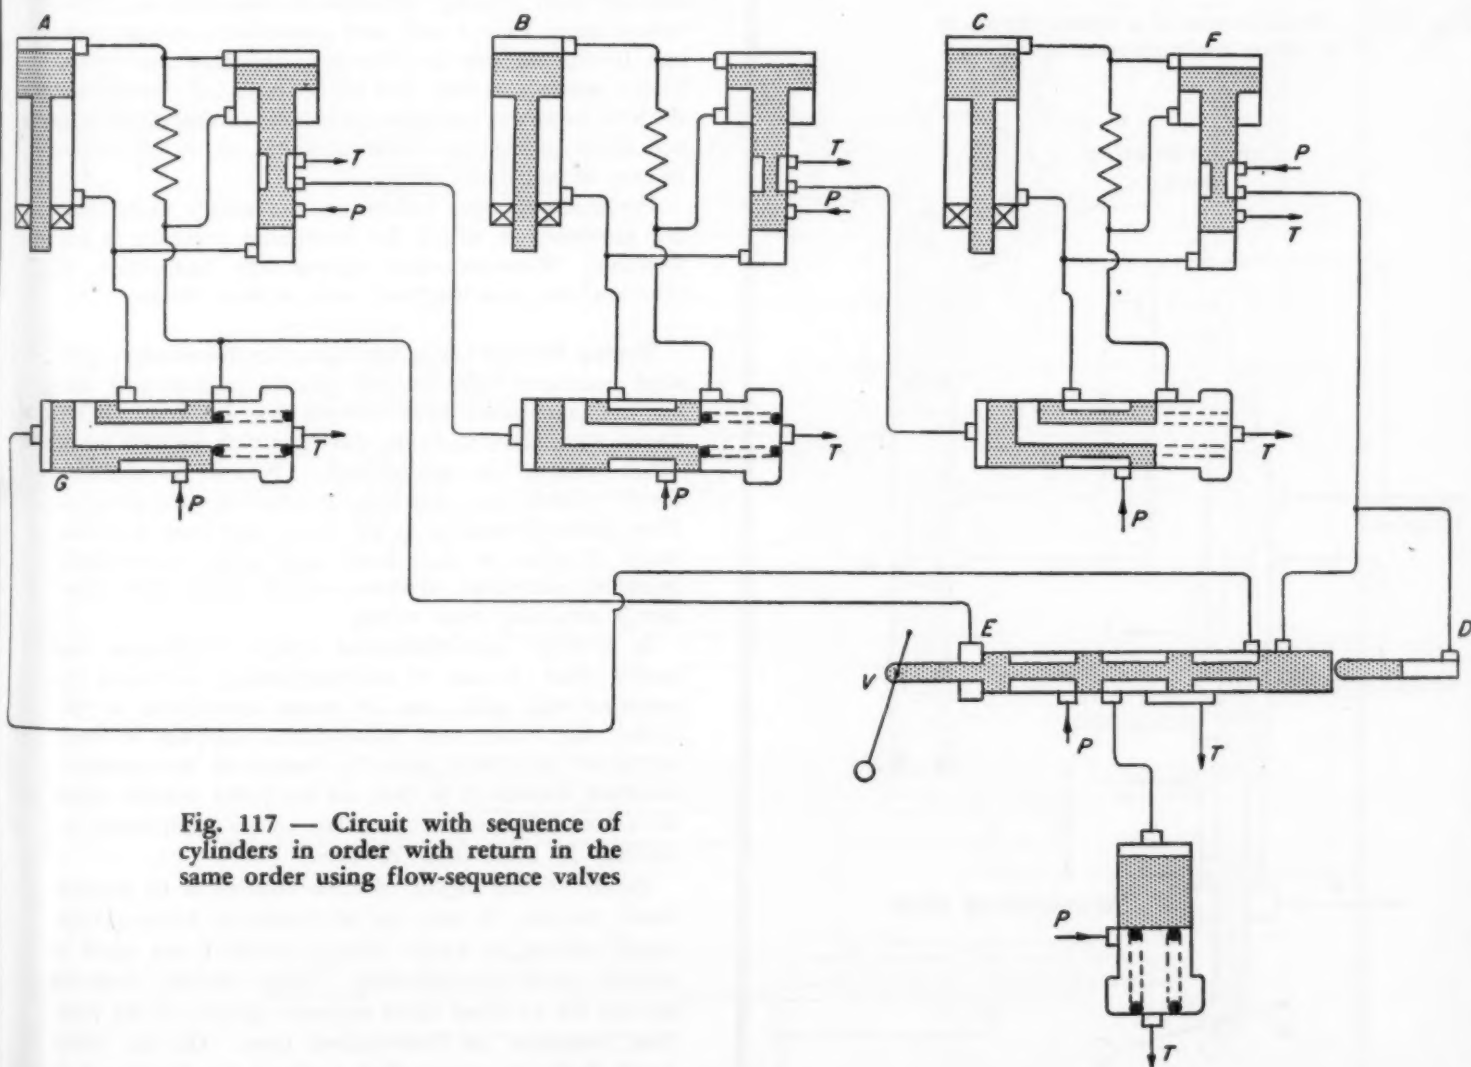 A
B
C
F
T
P
T
P
P
T
T
T
T
G
P
P
P
E
D
V
P
T
Fig. 117 — Circuit with sequence of
cylinders in order with return in the
same order using flow-sequence valves
P
T